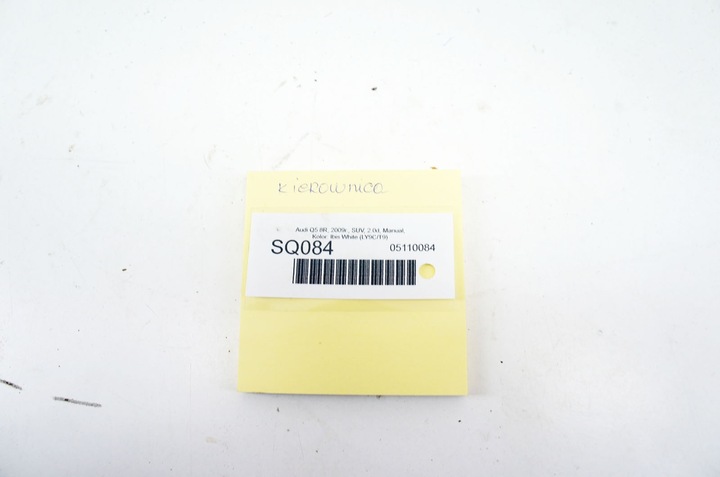 Kierownica
Audi Q5 8R, 2009r., SUV, 2.0d, Manual,
Kolor: Ibis White (LY9C/T9)
SQ084
05110084